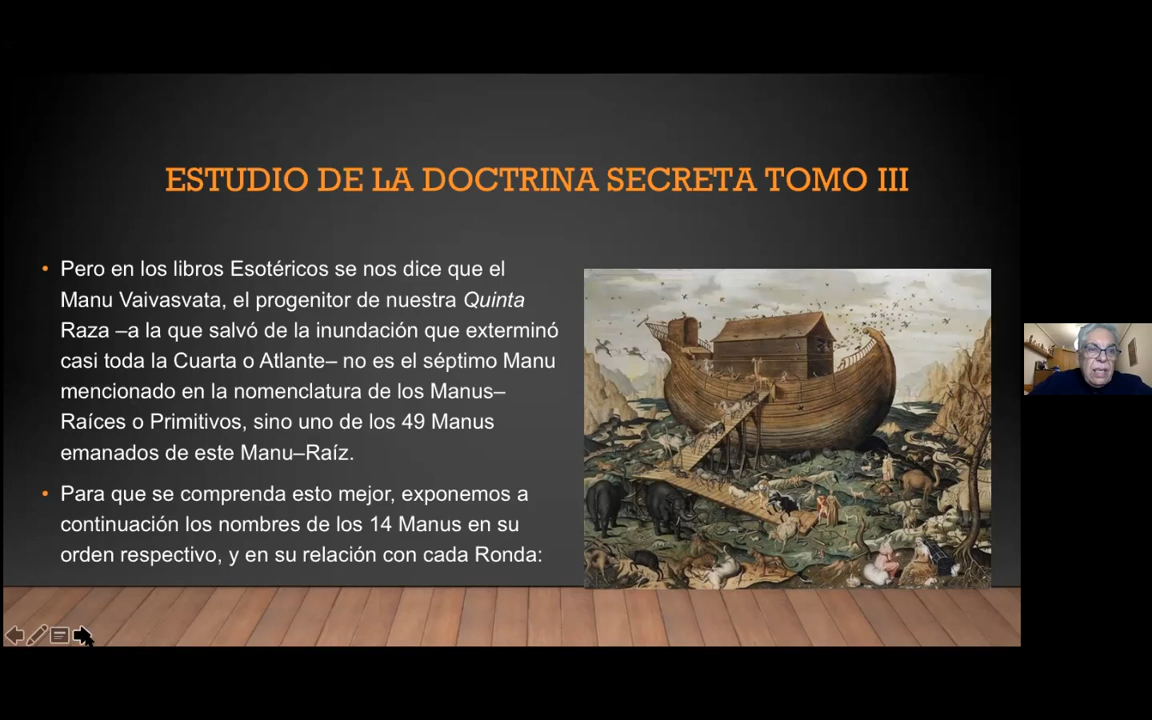 ESTUDIO DE LA DOCTRINA SECRETA TOMO III
• Pero en los libros Esotéricos se nos dice que el
Manu Vaivasvata, el progenitor de nuestra Quinta
Raza –a la que salvó de la inundación que exterminó
casi toda la Cuarta o Atlante– no es el séptimo Manu
mencionado en la nomenclatura de los Manus–
Raíces o Primitivos, sino uno de los 49 Manus
emanados de este Manu–Raíz.
• Para que se comprenda esto mejor, exponemos a
continuación los nombres de los 14 Manus en su
orden respectivo, y en su relación con cada Ronda: